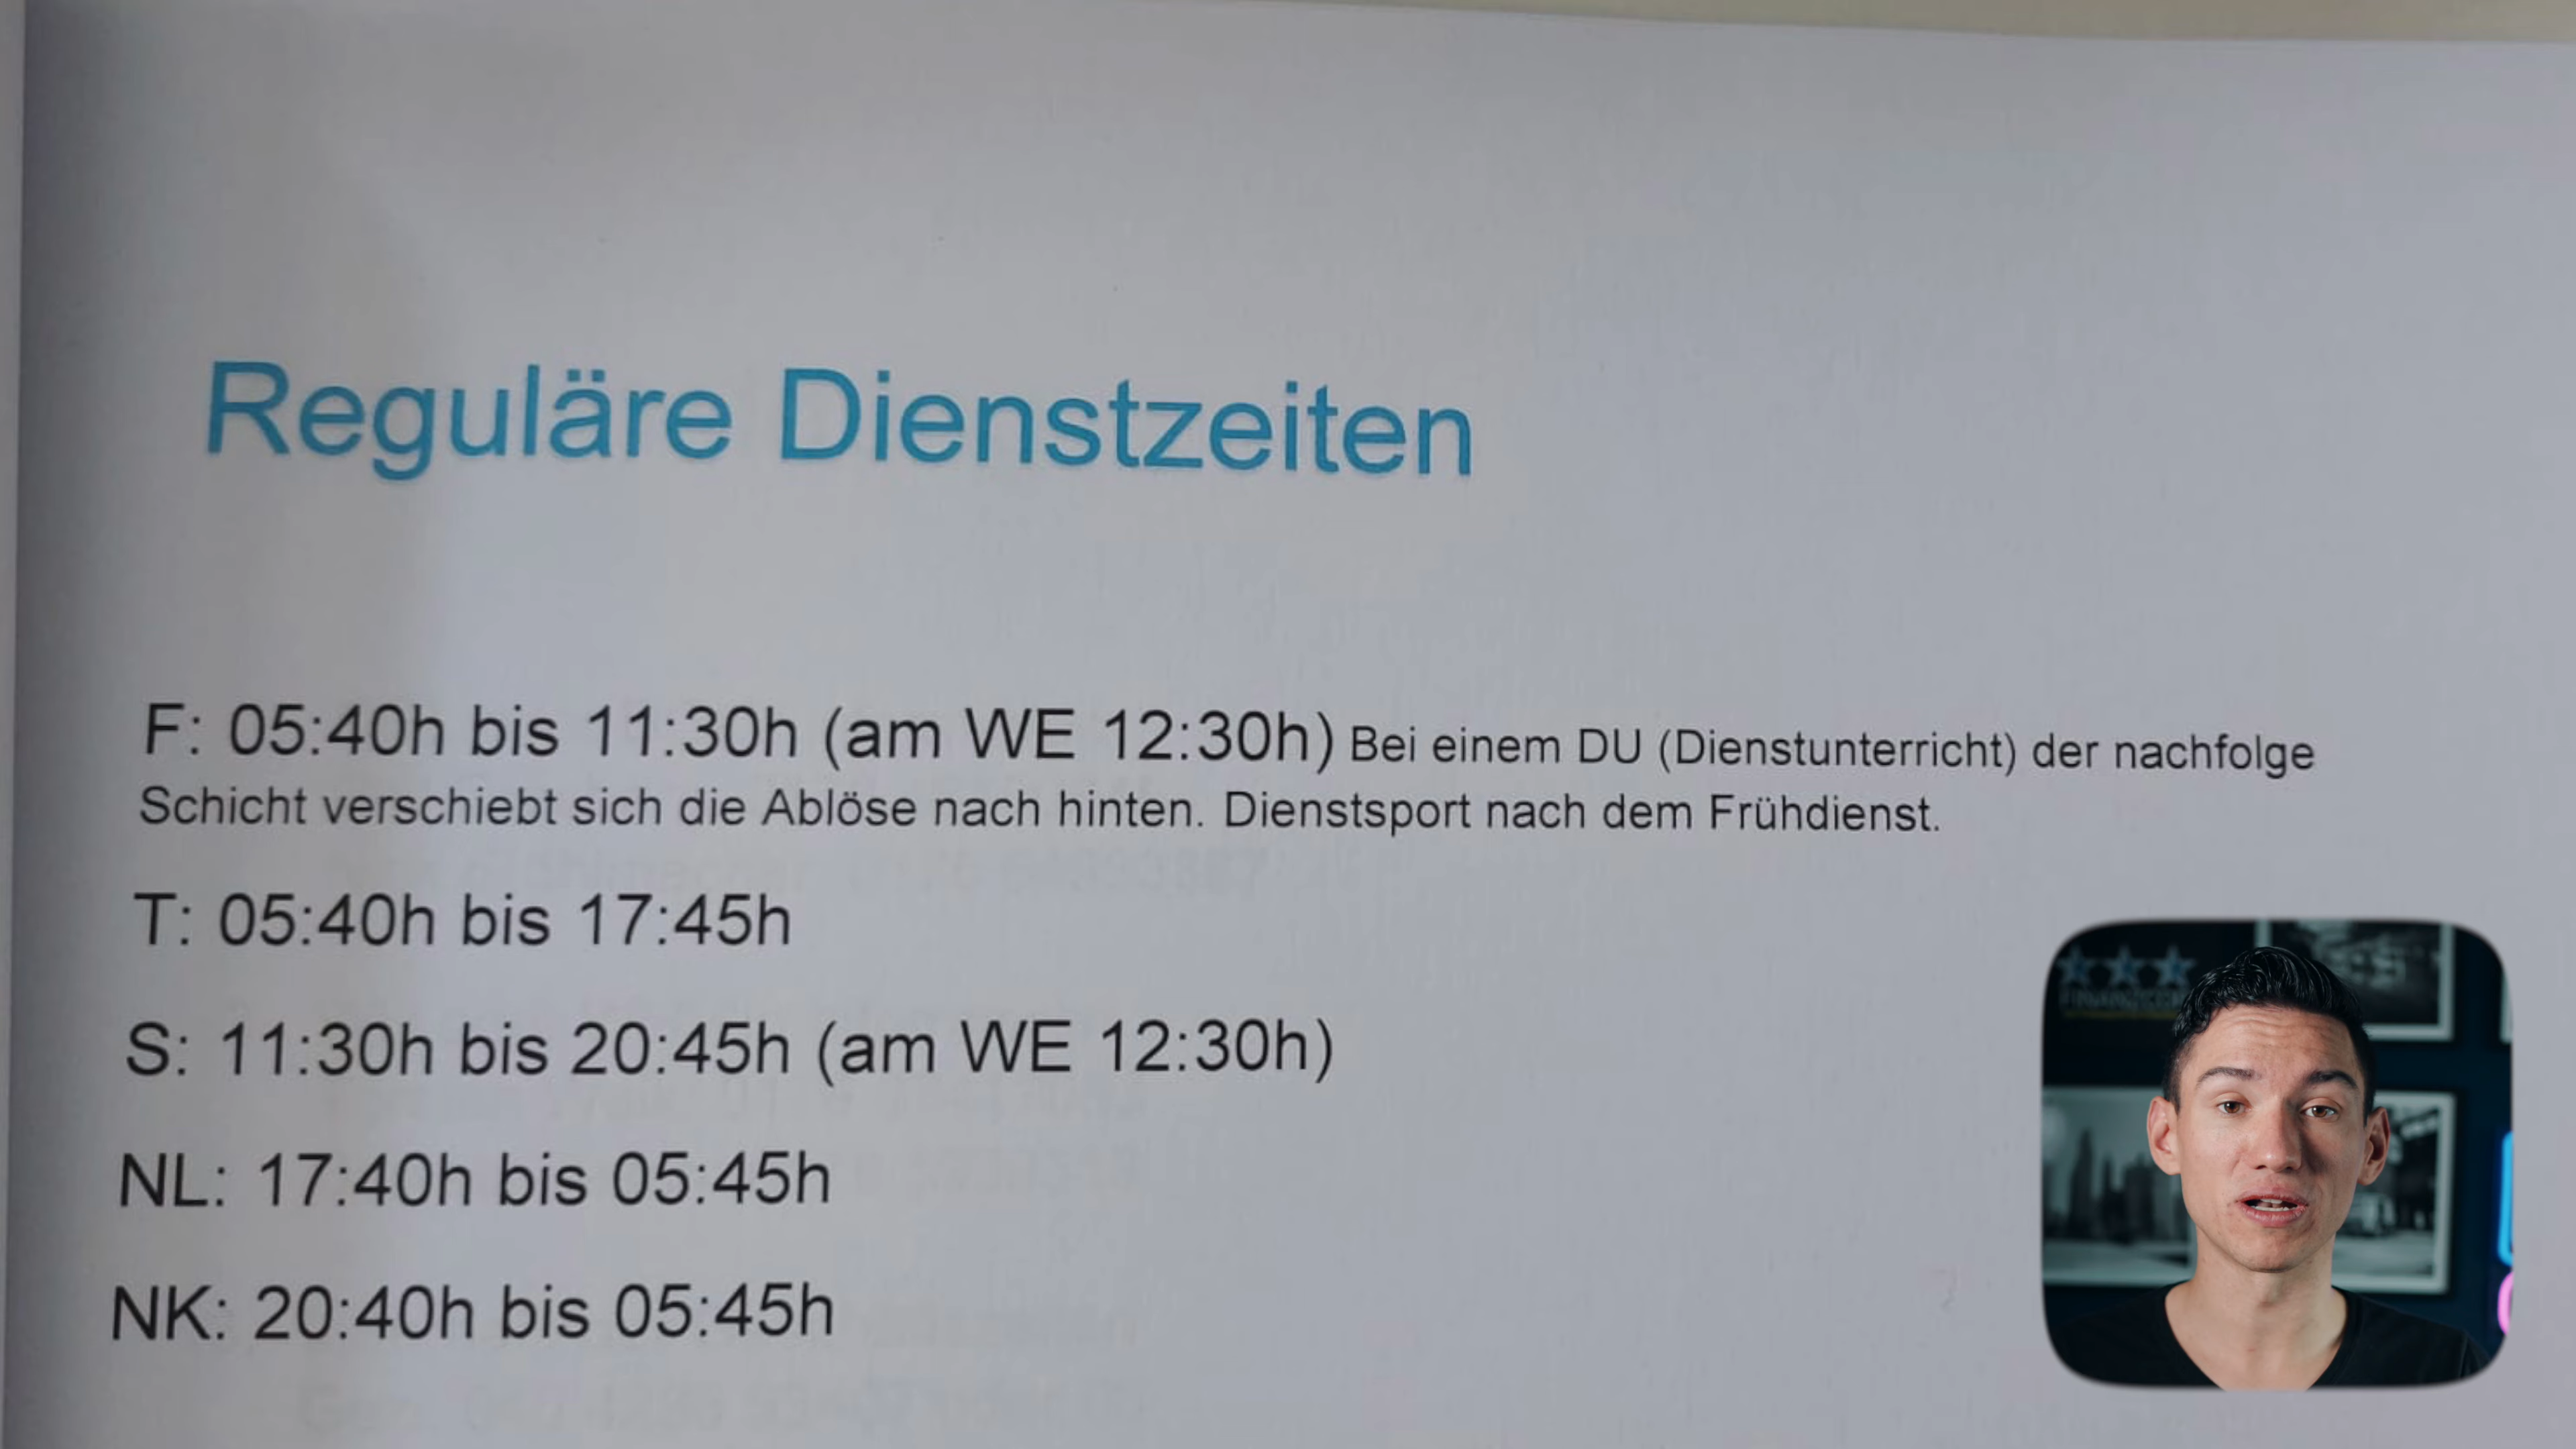 Reguläre Dienstzeiten
F: 05:40h bis 11:30h (am WE 12:30h) Bei einem DU (Dienstunterricht) der nachfolge
Schicht verschiebt sich die Ablöse nach hinten. Dienstsport nach dem Frühdienst.
T: 05:40h bis 17:45h
S: 11:30h bis 20:45h (am WE 12:30h)
NL: 17:40h bis 05:45h
NK: 20:40h bis 05:45h